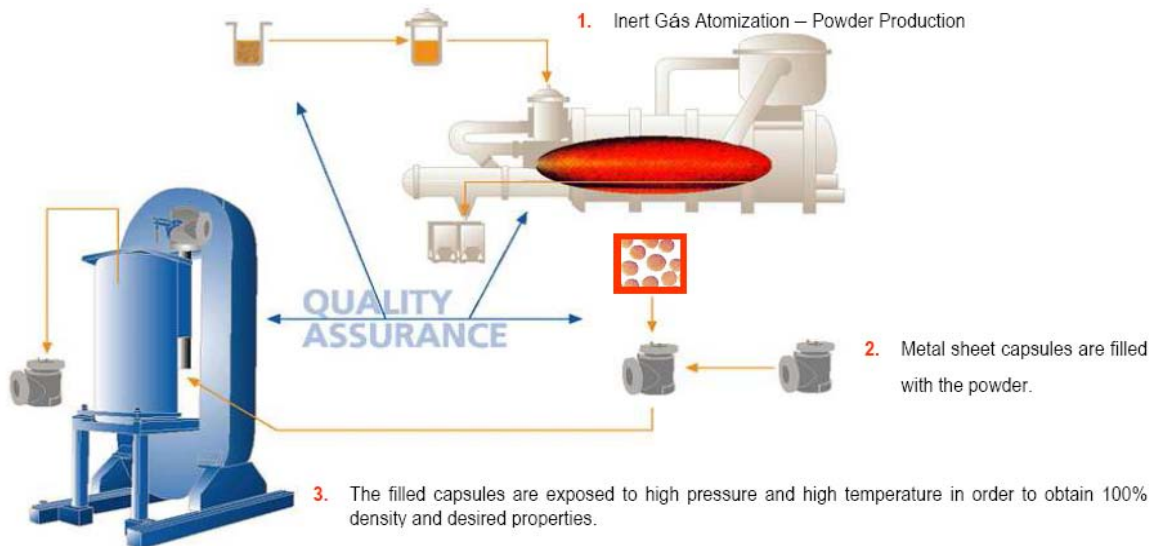 1. Inert Gás Atomization – Powder Production
QUALITY
ASSURANCE
2. Metal sheet capsules are filled
with the powder.
3. The filled capsules are exposed to high pressure and high temperature in order to obtain 100%
density and desired properties.